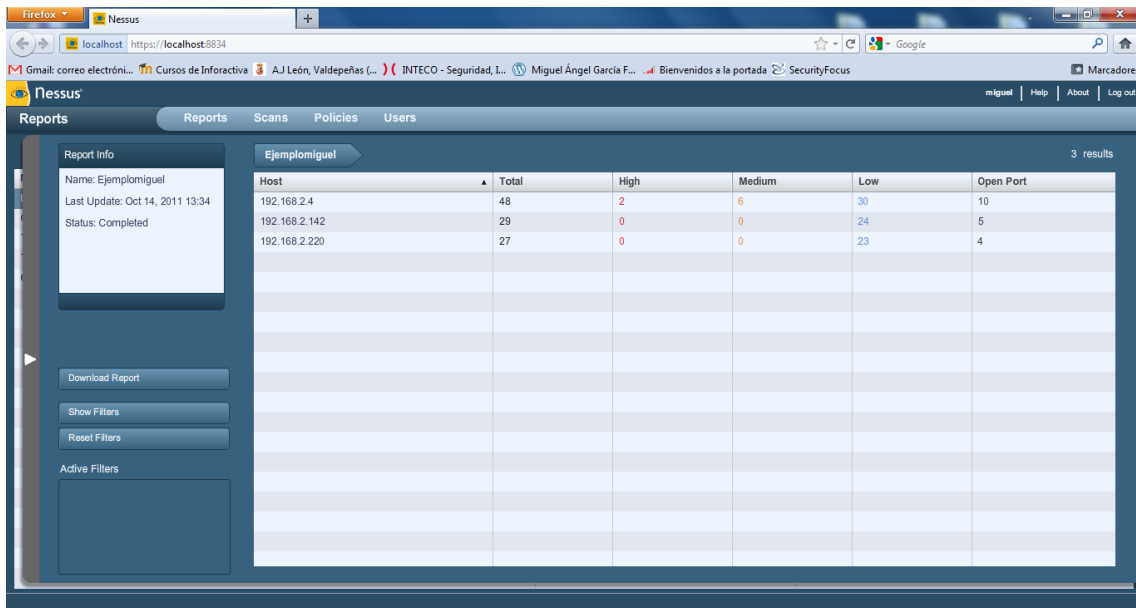 Firefox
Nessus
localhost https://localhost:8834
Google
Gmail: correo electróni... Cursos de Inforactiva A.J León, Valdepeñas (... INTECO - Seguridad, I... Miguel Ángel García F... Bienvenidos a la portada SecurityFocus Marcadore
Nessus
miguel Help About Log out
Reports Reports Scans Policies Users
Report Info
Name: Ejemplomiguel
Last Update: Oct 14, 2011 13:34
Status: Completed
Download Report
Show Filters
Reset Filters
Active Filters
Ejemplomiguel 3 results
Host Total High Medium Low Open Port
192.168.2.4 48 2 6 30 10
192.168.2.142 29 0 0 24 5
192.168.2.220 27 0 0 23 4